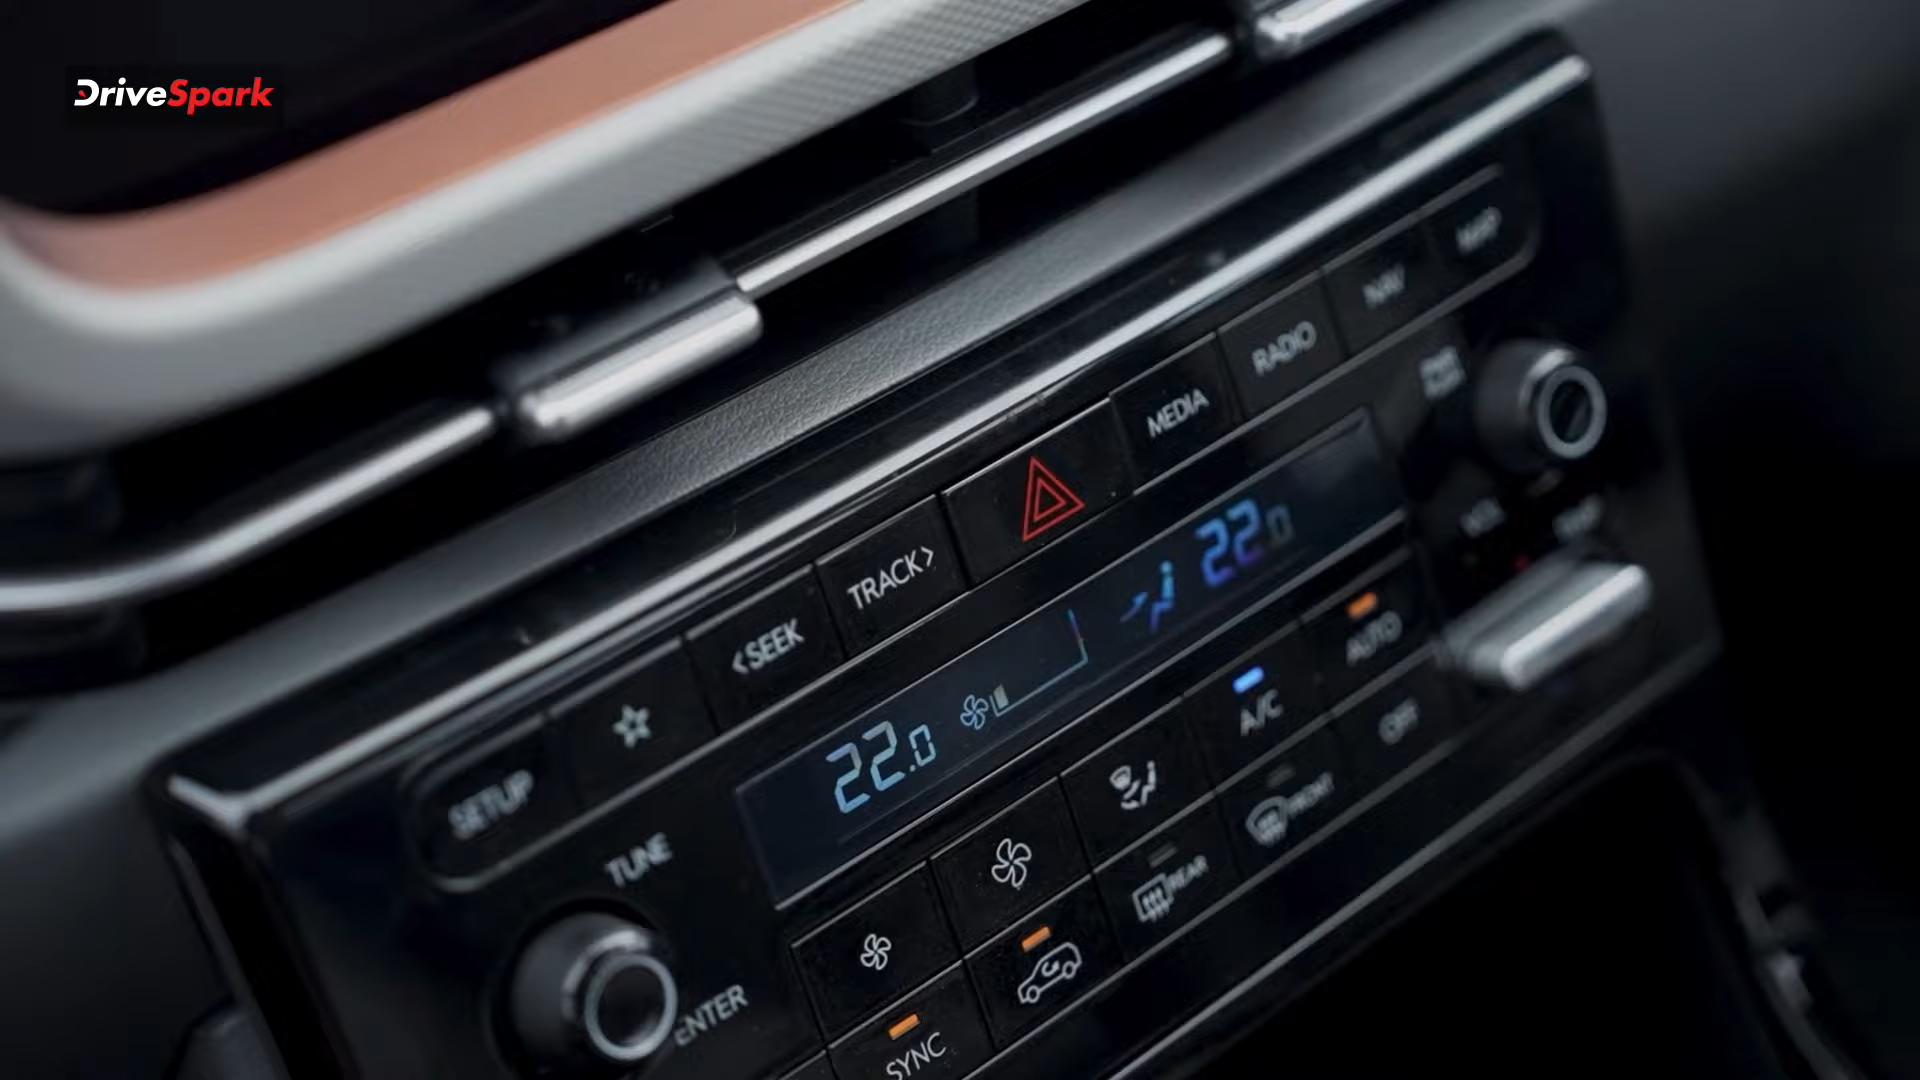 DriveSpark
MAP
NAV
RADIO
MEDIA
TRACK>
<SEEK
SETUP
TUNE
ENTER
22.0
22.0
AUTO
A/C
OFF
FRONT
REAR
SYNC